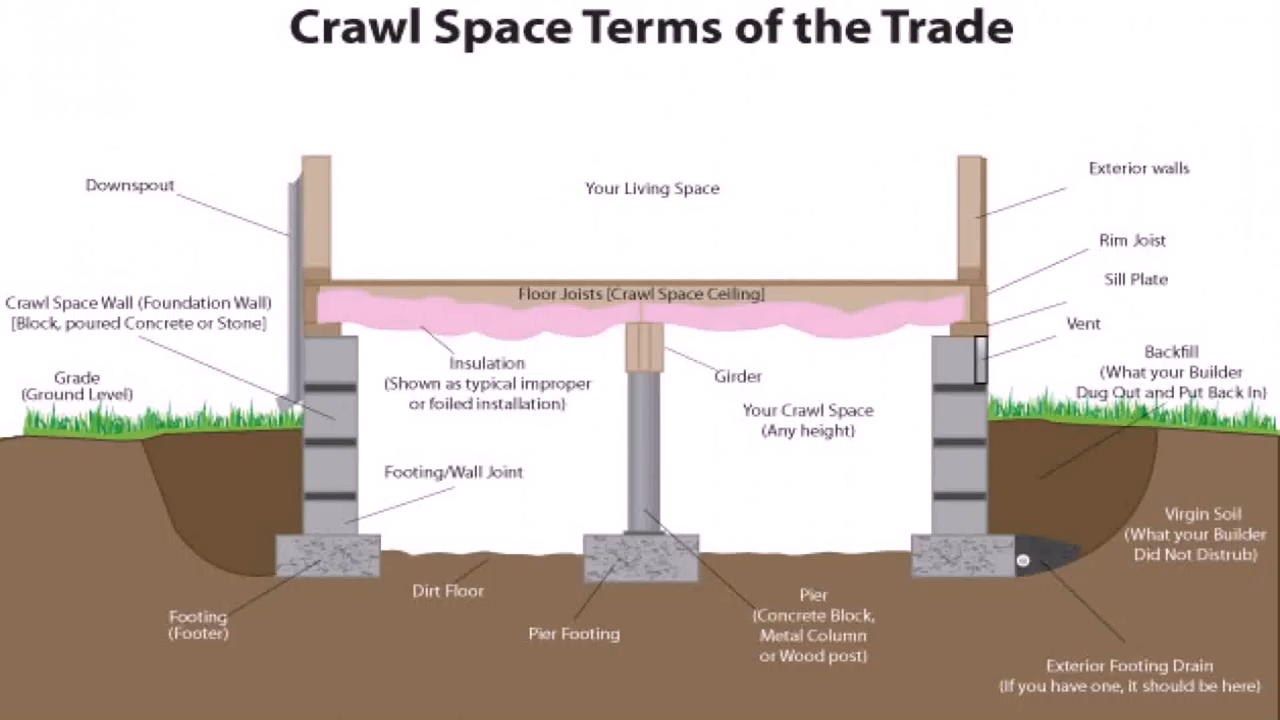 Crawl Space Terms of the Trade
Downspout
Your Living Space
Exterior walls
Rim Joist
Sill Plate
Floor Joists [Crawl Space Ceiling]
Crawl Space Wall (Foundation Wall)
[Block, poured Concrete or Stone]
Vent
Insulation
(Shown as typical improper
or foiled installation)
Girder
Backfill
(What your Builder
Dug Out and Put Back In)
Grade
(Ground Level)
Your Crawl Space
(Any height)
Footing/Wall Joint
Virgin Soil
(What your Builder
Did Not Distrub)
Dirt Floor
Footing
(Footer)
Pier Footing
Pier
(Concrete Block,
Metal Column
or Wood post)
Exterior Footing Drain
(If you have one, it should be here)